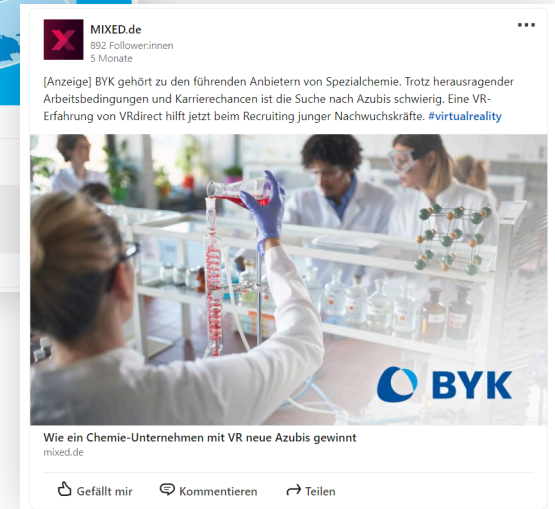 MIXED.de
892 Follower:innen
5 Monate
[Anzeige] BYK gehört zu den führenden Anbietern von Spezialchemie. Trotz herausragender
Arbeitsbedingungen und Karrierechancen ist die Suche nach Azubis schwierig. Eine VR-
Erfahrung von VRdirect hilft jetzt beim Recruiting junger Nachwuchskräfte. #virtualreality
BYK
Wie ein Chemie-Unternehmen mit VR neue Azubis gewinnt
mixed.de
Gefällt mir Kommentieren Teilen